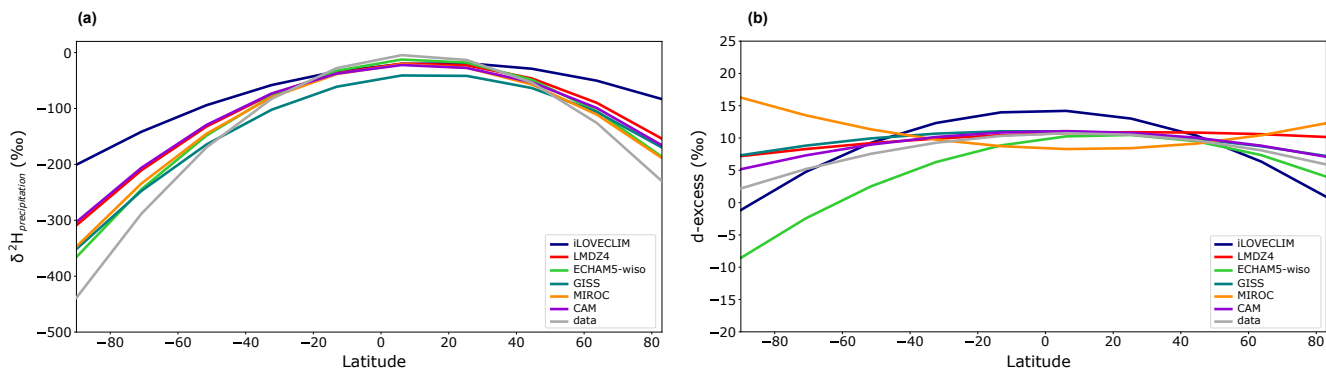 (a)
0
−100
−200
−300
−400
−500
δ ²H precipitation (‰)
−80 −60 −40 −20 0 20 40 60 80
Latitude
iLOVECLIM
LMDZ4
ECHAM5-wiso
GISS
MIROC
CAM
data
(b)
25
20
15
10
5
0
−5
−10
−15
−20
d-excess (‰)
−80 −60 −40 −20 0 20 40 60 80
Latitude
iLOVECLIM
LMDZ4
ECHAM5-wiso
GISS
MIROC
CAM
data